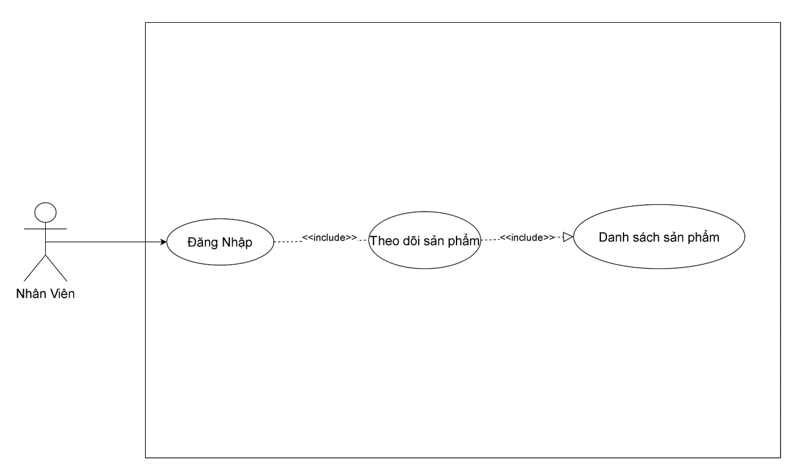 Nhân Viên
Đăng Nhập
<<include>>
Theo dõi sản phẩm
<<include>>
Danh sách sản phẩm